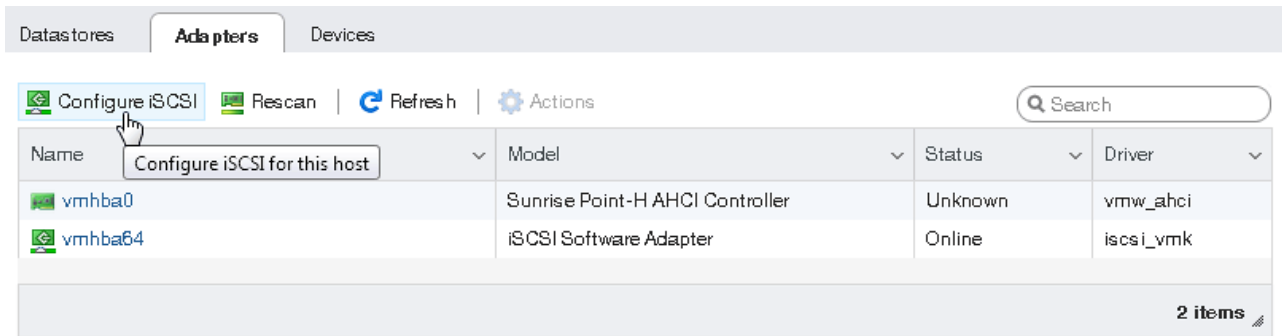 Datastores Adapters Devices
Configure iSCSI Rescan Refresh Actions Search
Name Model Status Driver
Configure iSCSI for this host
vmhba0 Sunrise Point-H AHCI Controller Unknown vmw_ahci
vmhba64 iSCSI Software Adapter Online iscsi_vmk
2 items